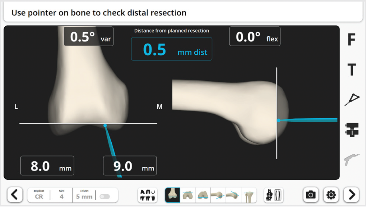 Use pointer on bone to check distal resection
0.5° var
Distance from planned resection
0.5 mm dist
0.0° flex
F
L
M
T
8.0 mm
9.0 mm
CR
4
5 mm